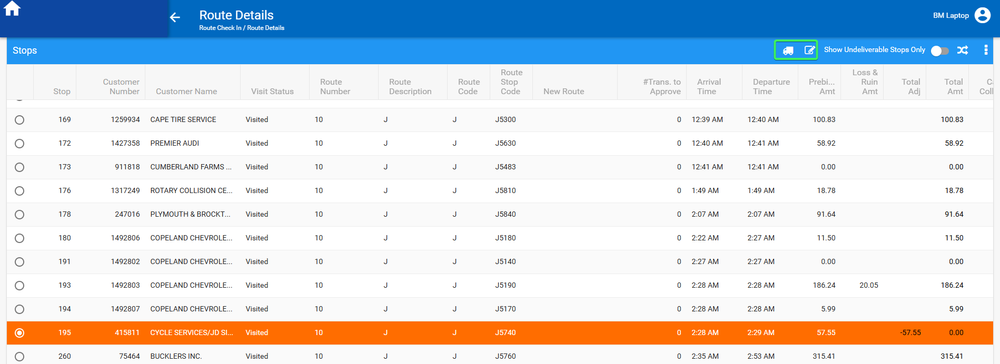 Route Details
Route Check In / Route Details
BM Laptop
Stops
Show Undeliverable Stops Only
Stop Customer Number Customer Name Visit Status Route Number Route Description Route Code Route Stop Code New Route #Trans. to Approve Arrival Time Departure Time Prebi... Amt Loss & Ruin Amt Total Adj Total Amt
169 1259934 CAPE TIRE SERVICE Visited 10 J J J5300 0 12:39 AM 12:40 AM 100.83 100.83
172 1427358 PREMIER AUDI Visited 10 J J J5630 0 12:40 AM 12:41 AM 58.92 58.92
173 911818 CUMBERLAND FARMS ... Visited 10 J J J5483 0 12:41 AM 12:41 AM 0.00 0.00
176 1317249 ROTARY COLLISION CE... Visited 10 J J J5810 0 1:49 AM 1:49 AM 18.78 18.78
178 247016 PLYMOUTH & BROCKT... Visited 10 J J J5840 0 2:07 AM 2:07 AM 91.64 91.64
180 1492806 COPELAND CHEVROLE... Visited 10 J J J5180 0 2:22 AM 2:27 AM 11.50 11.50
191 1492802 COPELAND CHEVROLE... Visited 10 J J J5140 0 2:27 AM 2:27 AM 0.00 0.00
193 1492803 COPELAND CHEVROLE... Visited 10 J J J5190 0 2:28 AM 2:28 AM 186.24 20.05 186.24
194 1492807 COPELAND CHEVROLE... Visited 10 J J J5170 0 2:28 AM 2:28 AM 5.99 5.99
195 415811 CYCLE SERVICES/JD SI... Visited 10 J J J5740 0 2:28 AM 2:29 AM 57.55 -57.55 0.00
260 75464 BUCKLERS INC. Visited 10 J J J5760 0 2:35 AM 2:53 AM 315.41 315.41